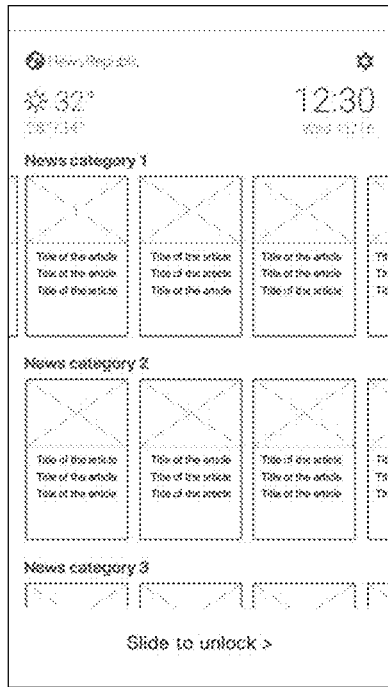 News Republic
32° 12:30
News category 1
Title of the article Title of the article Title of the article
Title of the article Title of the article Title of the article
Title of the article Title of the article Title of the article
News category 2
Title of the article Title of the article Title of the article
Title of the article Title of the article Title of the article
Title of the article Title of the article Title of the article
News category 3
Slide to unlock >